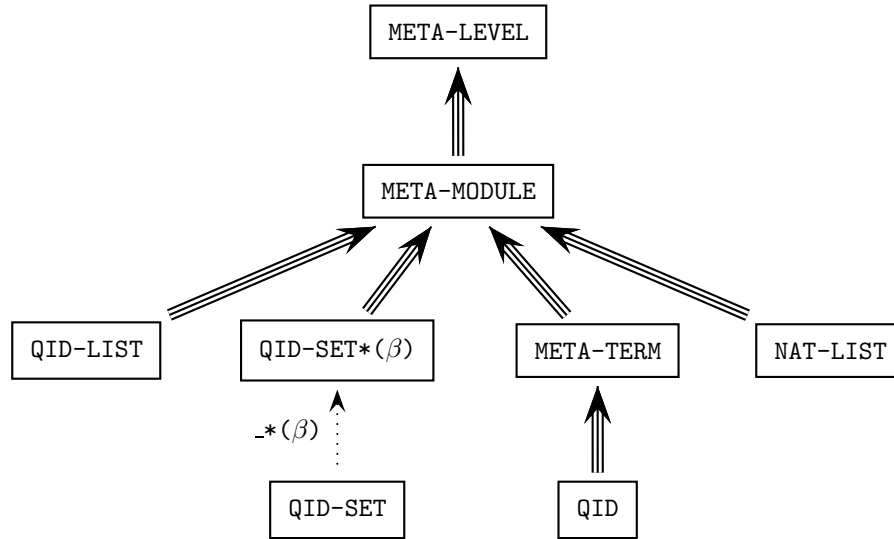 META-LEVEL
META-MODULE
QID-LIST
QID-SET*(β)
META-TERM
NAT-LIST
_*(β)
QID-SET
QID